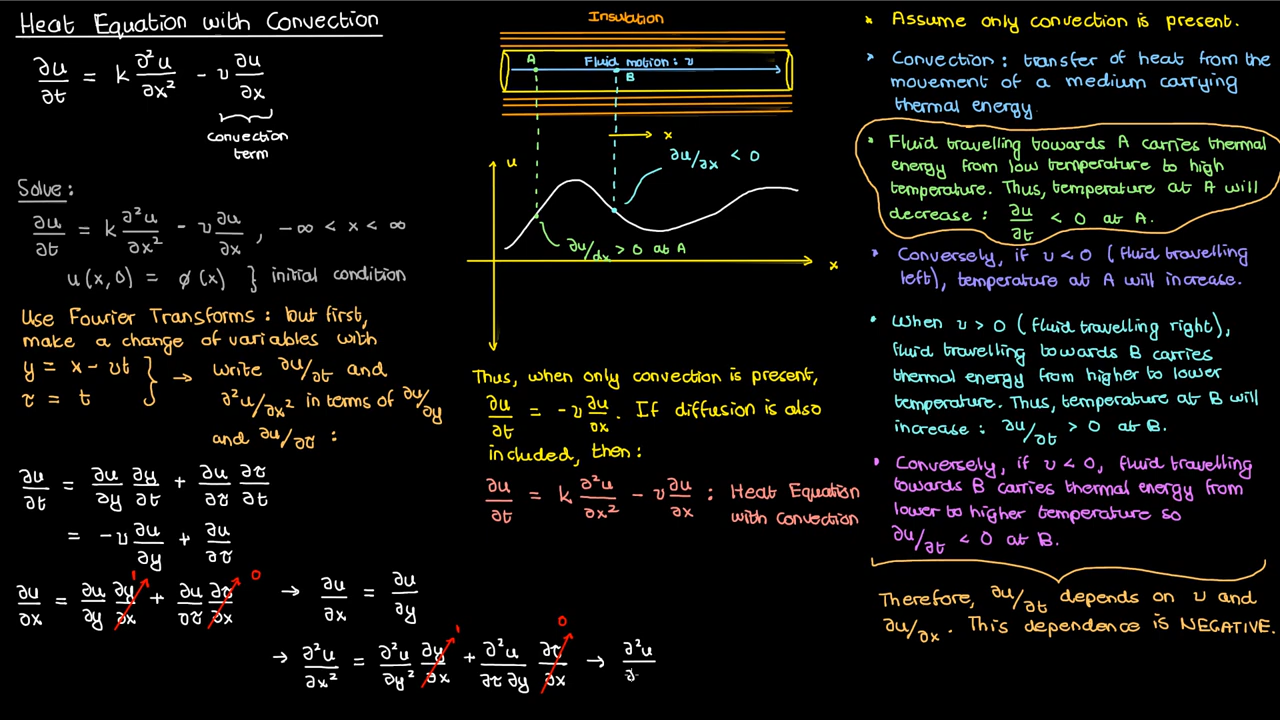 Heat Equation with Convection
∂u/∂t = k ∂²u/∂x² - v ∂u/∂x
convection
term
Solve:
∂u/∂t = k ∂²u/∂x² - v ∂u/∂x , -∞ < x < ∞
u(x,0) = φ(x) } initial condition
Use Fourier Transforms: but first,
make a change of variables with
y = x - vt
τ = t
} → write ∂u/∂t and
∂²u/∂x² in terms of ∂u/∂y
and ∂u/∂τ :
∂u/∂t = ∂u/∂y ∂y/∂t + ∂u/∂τ ∂τ/∂t
= -v ∂u/∂y + ∂u/∂τ
∂u/∂x = ∂u/∂y ∂y/∂x 1 + ∂u/∂τ ∂τ/∂x 0 → ∂u/∂x = ∂u/∂y
→ ∂²u/∂x² = ∂²u/∂y² ∂y/∂x 1 + ∂²u/∂τ∂y ∂τ/∂x 0 → ∂²u/∂
Insulation
A
Fluid motion: v
B
x
u
∂u/∂x < 0
∂u/dx > 0 at A
x
Thus, when only convection is present,
∂u/∂t = -v ∂u/∂x. If diffusion is also
included, then:
∂u/∂t = k ∂²u/∂x² - v ∂u/∂x : Heat Equation
with Convection
* Assume only convection is present.
* Convection: transfer of heat from the
movement of a medium carrying
thermal energy.
* Fluid travelling towards A carries thermal
energy from low temperature to high
temperature. Thus, temperature at A will
decrease: ∂u/∂t < 0 at A.
* Conversely, if v < 0 (fluid travelling
left), temperature at A will increase.
* When v > 0 (fluid travelling right),
fluid travelling towards B carries
thermal energy from higher to lower
temperature. Thus, temperature at B will
increase: ∂u/∂t > 0 at B.
* Conversely, if v < 0, fluid travelling
towards B carries thermal energy from
lower to higher temperature so
∂u/∂t < 0 at B.
Therefore, ∂u/∂t depends on v and
∂u/∂x. This dependence is NEGATIVE.